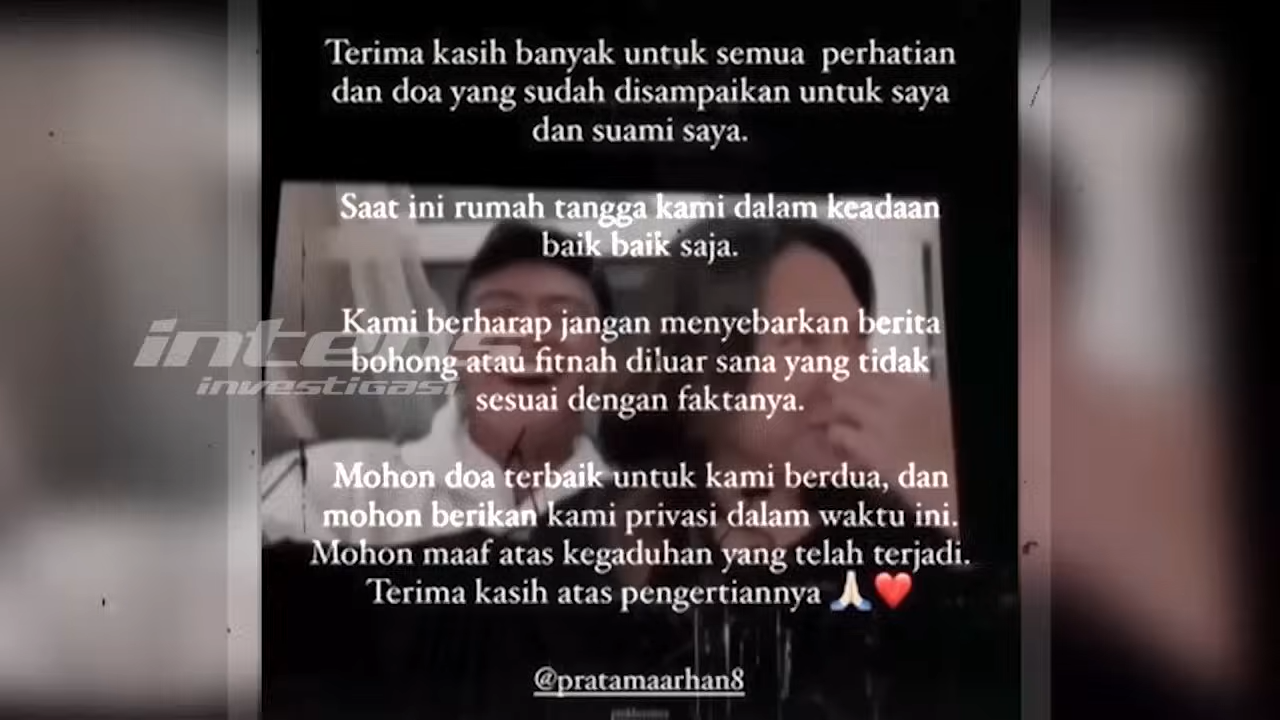 Terima kasih banyak untuk semua perhatian
dan doa yang sudah disampaikan untuk saya
dan suami saya.
Saat ini rumah tangga kami dalam keadaan
baik baik saja.
intens
investigasi
Kami berharap jangan menyebarkan berita
bohong atau fitnah diluar sana yang tidak
sesuai dengan faktanya.
Mohon doa terbaik untuk kami berdua, dan
mohon berikan kami privasi dalam waktu ini.
Mohon maaf atas kegaduhan yang telah terjadi.
Terima kasih atas pengertiannya 🙏🏻❤️
@pratamaarhan8